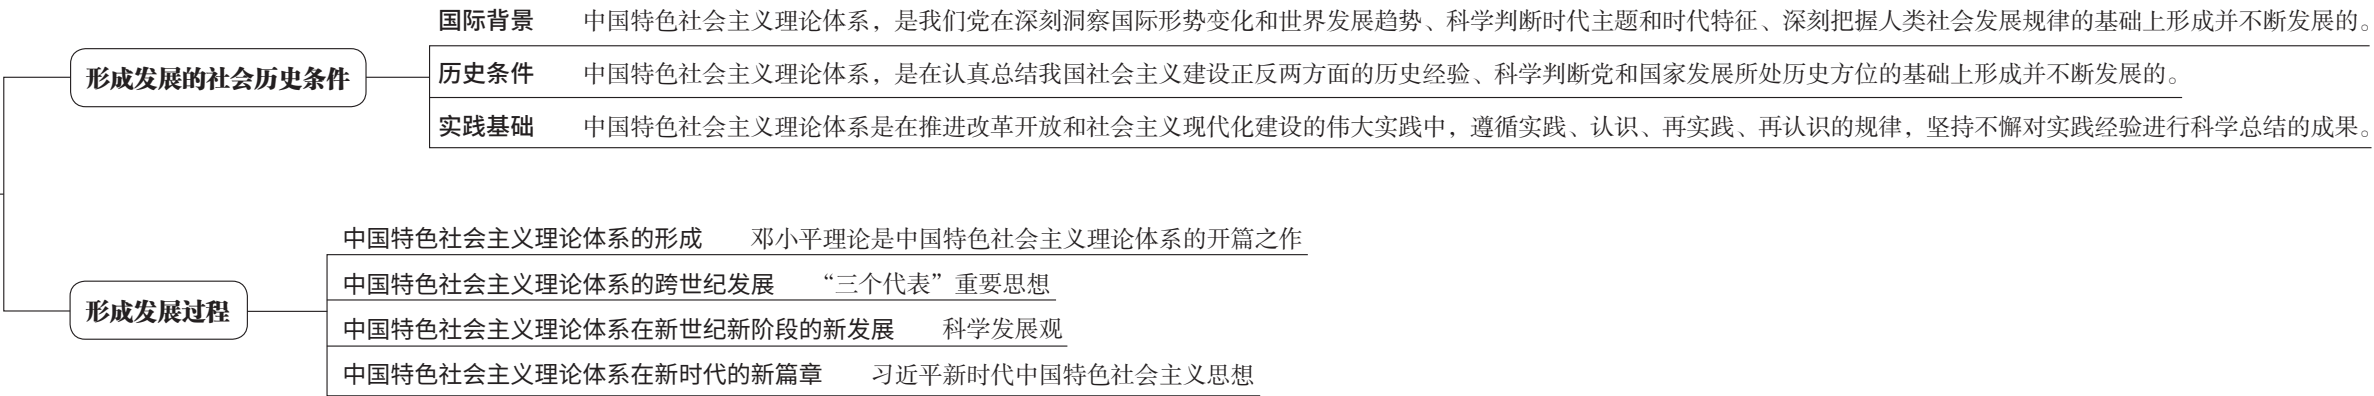 国际背景 中国特色社会主义理论体系，是我们党在深刻洞察国际形势变化和世界发展趋势、科学判断时代主题和时代特征、深刻把握人类社会发展规律的基础上形成并不断发展的。
形成发展的社会历史条件
历史条件 中国特色社会主义理论体系，是在认真总结我国社会主义建设正反两方面的历史经验、科学判断党和国家发展所处历史方位的基础上形成并不断发展的。
实践基础 中国特色社会主义理论体系是在推进改革开放和社会主义现代化建设的伟大实践中，遵循实践、认识、再实践、再认识的规律，坚持不懈对实践经验进行科学总结的成果。
形成发展过程
中国特色社会主义理论体系的形成 邓小平理论是中国特色社会主义理论体系的开篇之作
中国特色社会主义理论体系的跨世纪发展 “三个代表”重要思想
中国特色社会主义理论体系在新世纪新阶段的新发展 科学发展观
中国特色社会主义理论体系在新时代的新篇章 习近平新时代中国特色社会主义思想